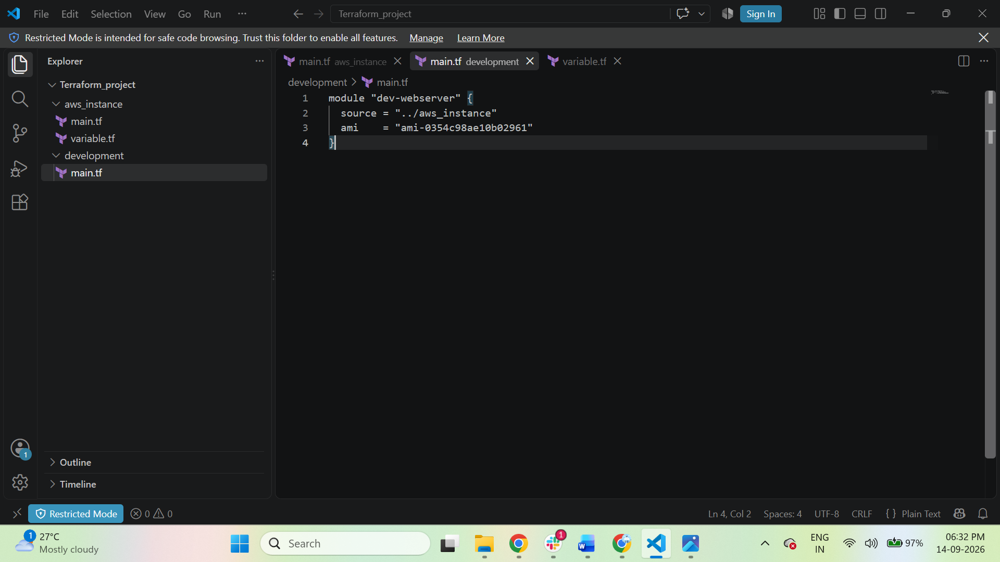 File Edit Selection View Go Run ··· Terraform_project Sign In
Restricted Mode is intended for safe code browsing. Trust this folder to enable all features. Manage Learn More
Explorer
Terraform_project
aws_instance
main.tf
variable.tf
development
main.tf
Outline
Timeline
main.tf aws_instance
main.tf development
variable.tf
development > main.tf
1 module "dev-webserver" {
2 source = "../aws_instance"
3 ami = "ami-0354c98ae10b02961"
4 }
1
Restricted Mode 0 0
Ln 4, Col 2 Spaces: 4 UTF-8 CRLF { } Plain Text
1
27°C
Mostly cloudy
Search
1
W
ENG
IN
97%
06:32 PM
14-09-2026